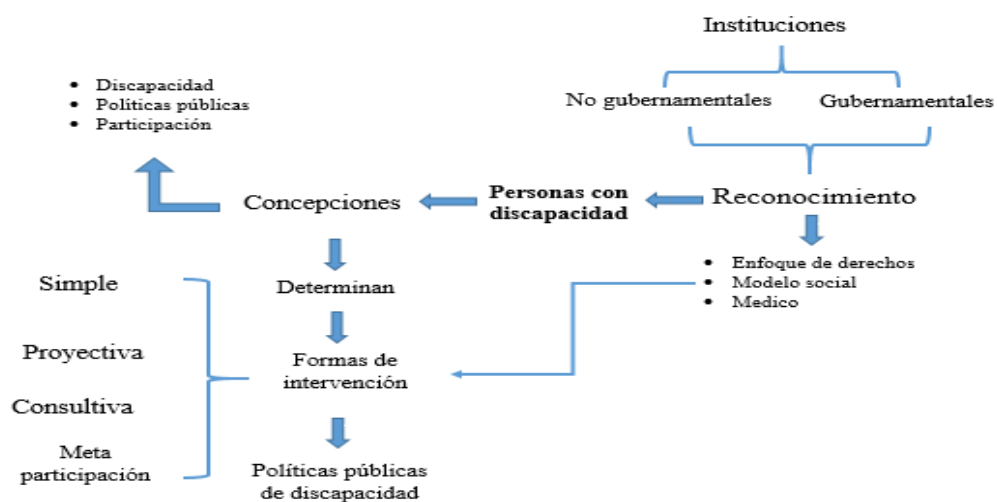 Instituciones
No gubernamentales
Gubernamentales
• Discapacidad
• Políticas públicas
• Participación
Concepciones
Personas con
discapacidad
Reconocimiento
• Enfoque de derechos
• Modelo social
• Medico
Determinan
Simple
Proyectiva
Consultiva
Meta
participación
Formas de
intervención
Políticas públicas
de discapacidad